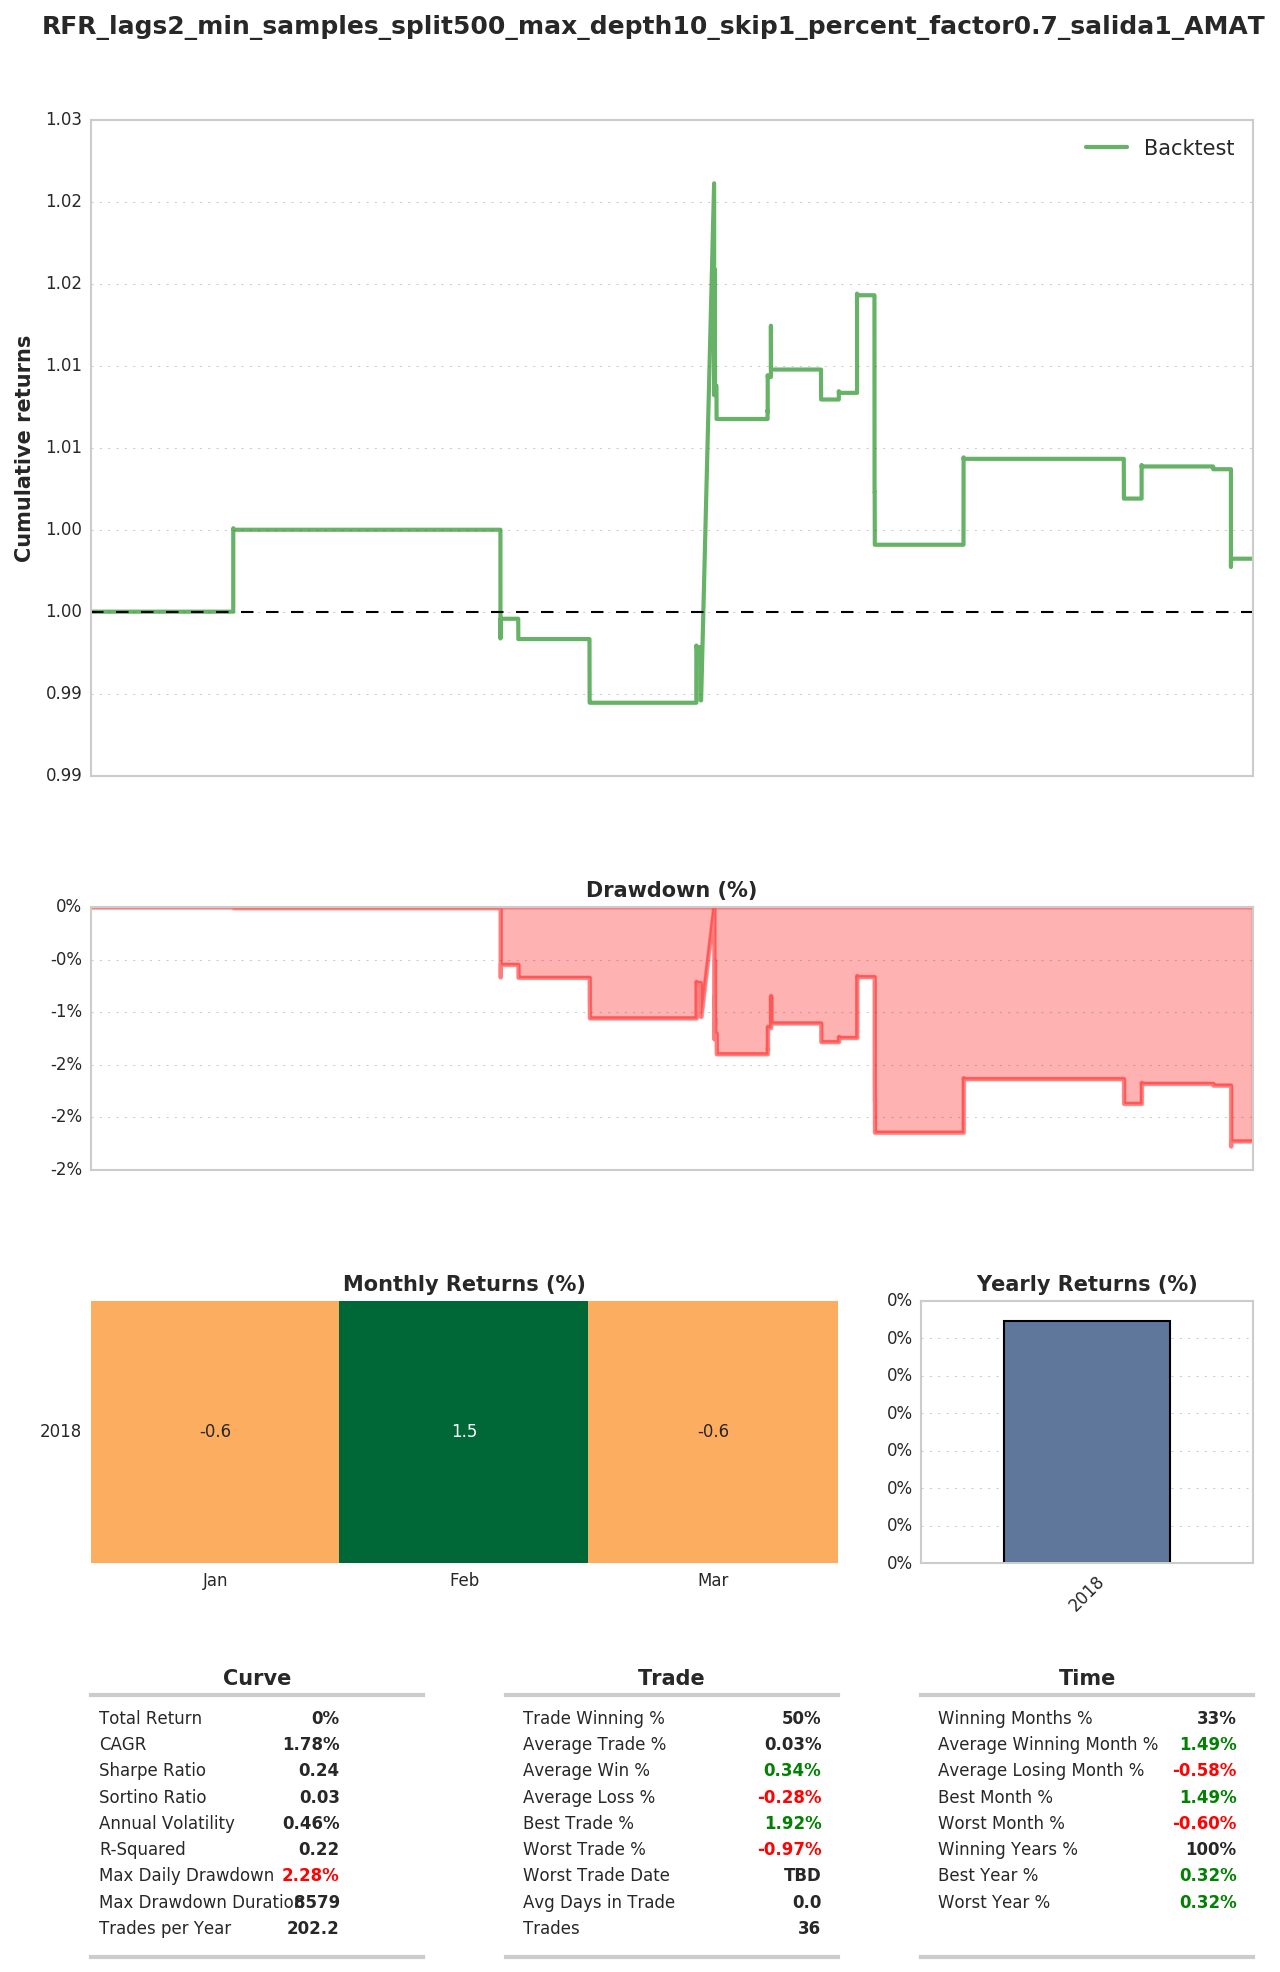 RFR_lags2_min_samples_split500_max_depth10_skip1_percent_factor0.7_salida1_AMAT
1.03
Backtest
1.02
1.02
1.01
1.01
1.00
1.00
0.99
0.99
Cumulative returns
Drawdown (%)
0%
-0%
-1%
-2%
-2%
-2%
Monthly Returns (%)
2018
-0.6
1.5
-0.6
Jan
Feb
Mar
Yearly Returns (%)
0%
0%
0%
0%
0%
0%
0%
0%
2018
Curve
Total Return 0%
CAGR 1.78%
Sharpe Ratio 0.24
Sortino Ratio 0.03
Annual Volatility 0.46%
R-Squared 0.22
Max Daily Drawdown 2.28%
Max Drawdown Duration 8579
Trades per Year 202.2
Trade
Trade Winning % 50%
Average Trade % 0.03%
Average Win % 0.34%
Average Loss % -0.28%
Best Trade % 1.92%
Worst Trade % -0.97%
Worst Trade Date TBD
Avg Days in Trade 0.0
Trades 36
Time
Winning Months % 33%
Average Winning Month % 1.49%
Average Losing Month % -0.58%
Best Month % 1.49%
Worst Month % -0.60%
Winning Years % 100%
Best Year % 0.32%
Worst Year % 0.32%